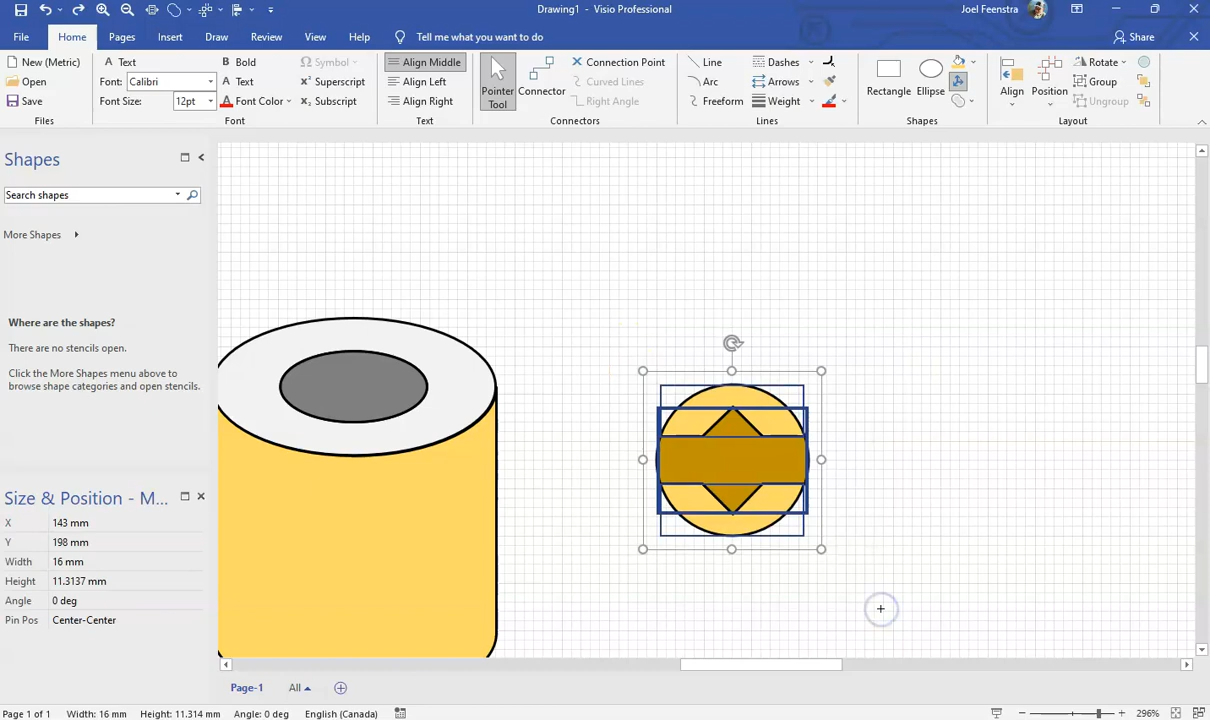 Drawing1 - Visio Professional
Joel Feenstra
File
Home
Pages
Insert
Draw
Review
View
Help
Tell me what you want to do
Share
New (Metric)
Open
Save
Files
Text
Font: Calibri
Font Size: 12pt
Bold
Text
Font Color
Symbol
Superscript
Subscript
Font
Align Middle
Align Left
Align Right
Text
Pointer Tool
Connector
Connection Point
Curved Lines
Right Angle
Connectors
Line
Arc
Freeform
Dashes
Arrows
Weight
Lines
Rectangle
Ellipse
Shapes
Align
Position
Rotate
Group
Ungroup
Layout
Shapes
Search shapes
More Shapes
Where are the shapes?
There are no stencils open.
Click the More Shapes menu above to
browse shape categories and open stencils.
Size & Position - M...
X 143 mm
Y 198 mm
Width 16 mm
Height 11.3137 mm
Angle 0 deg
Pin Pos Center-Center
Page-1
All
Page 1 of 1
Width: 16 mm
Height: 11.314 mm
Angle: 0 deg
English (Canada)
296%